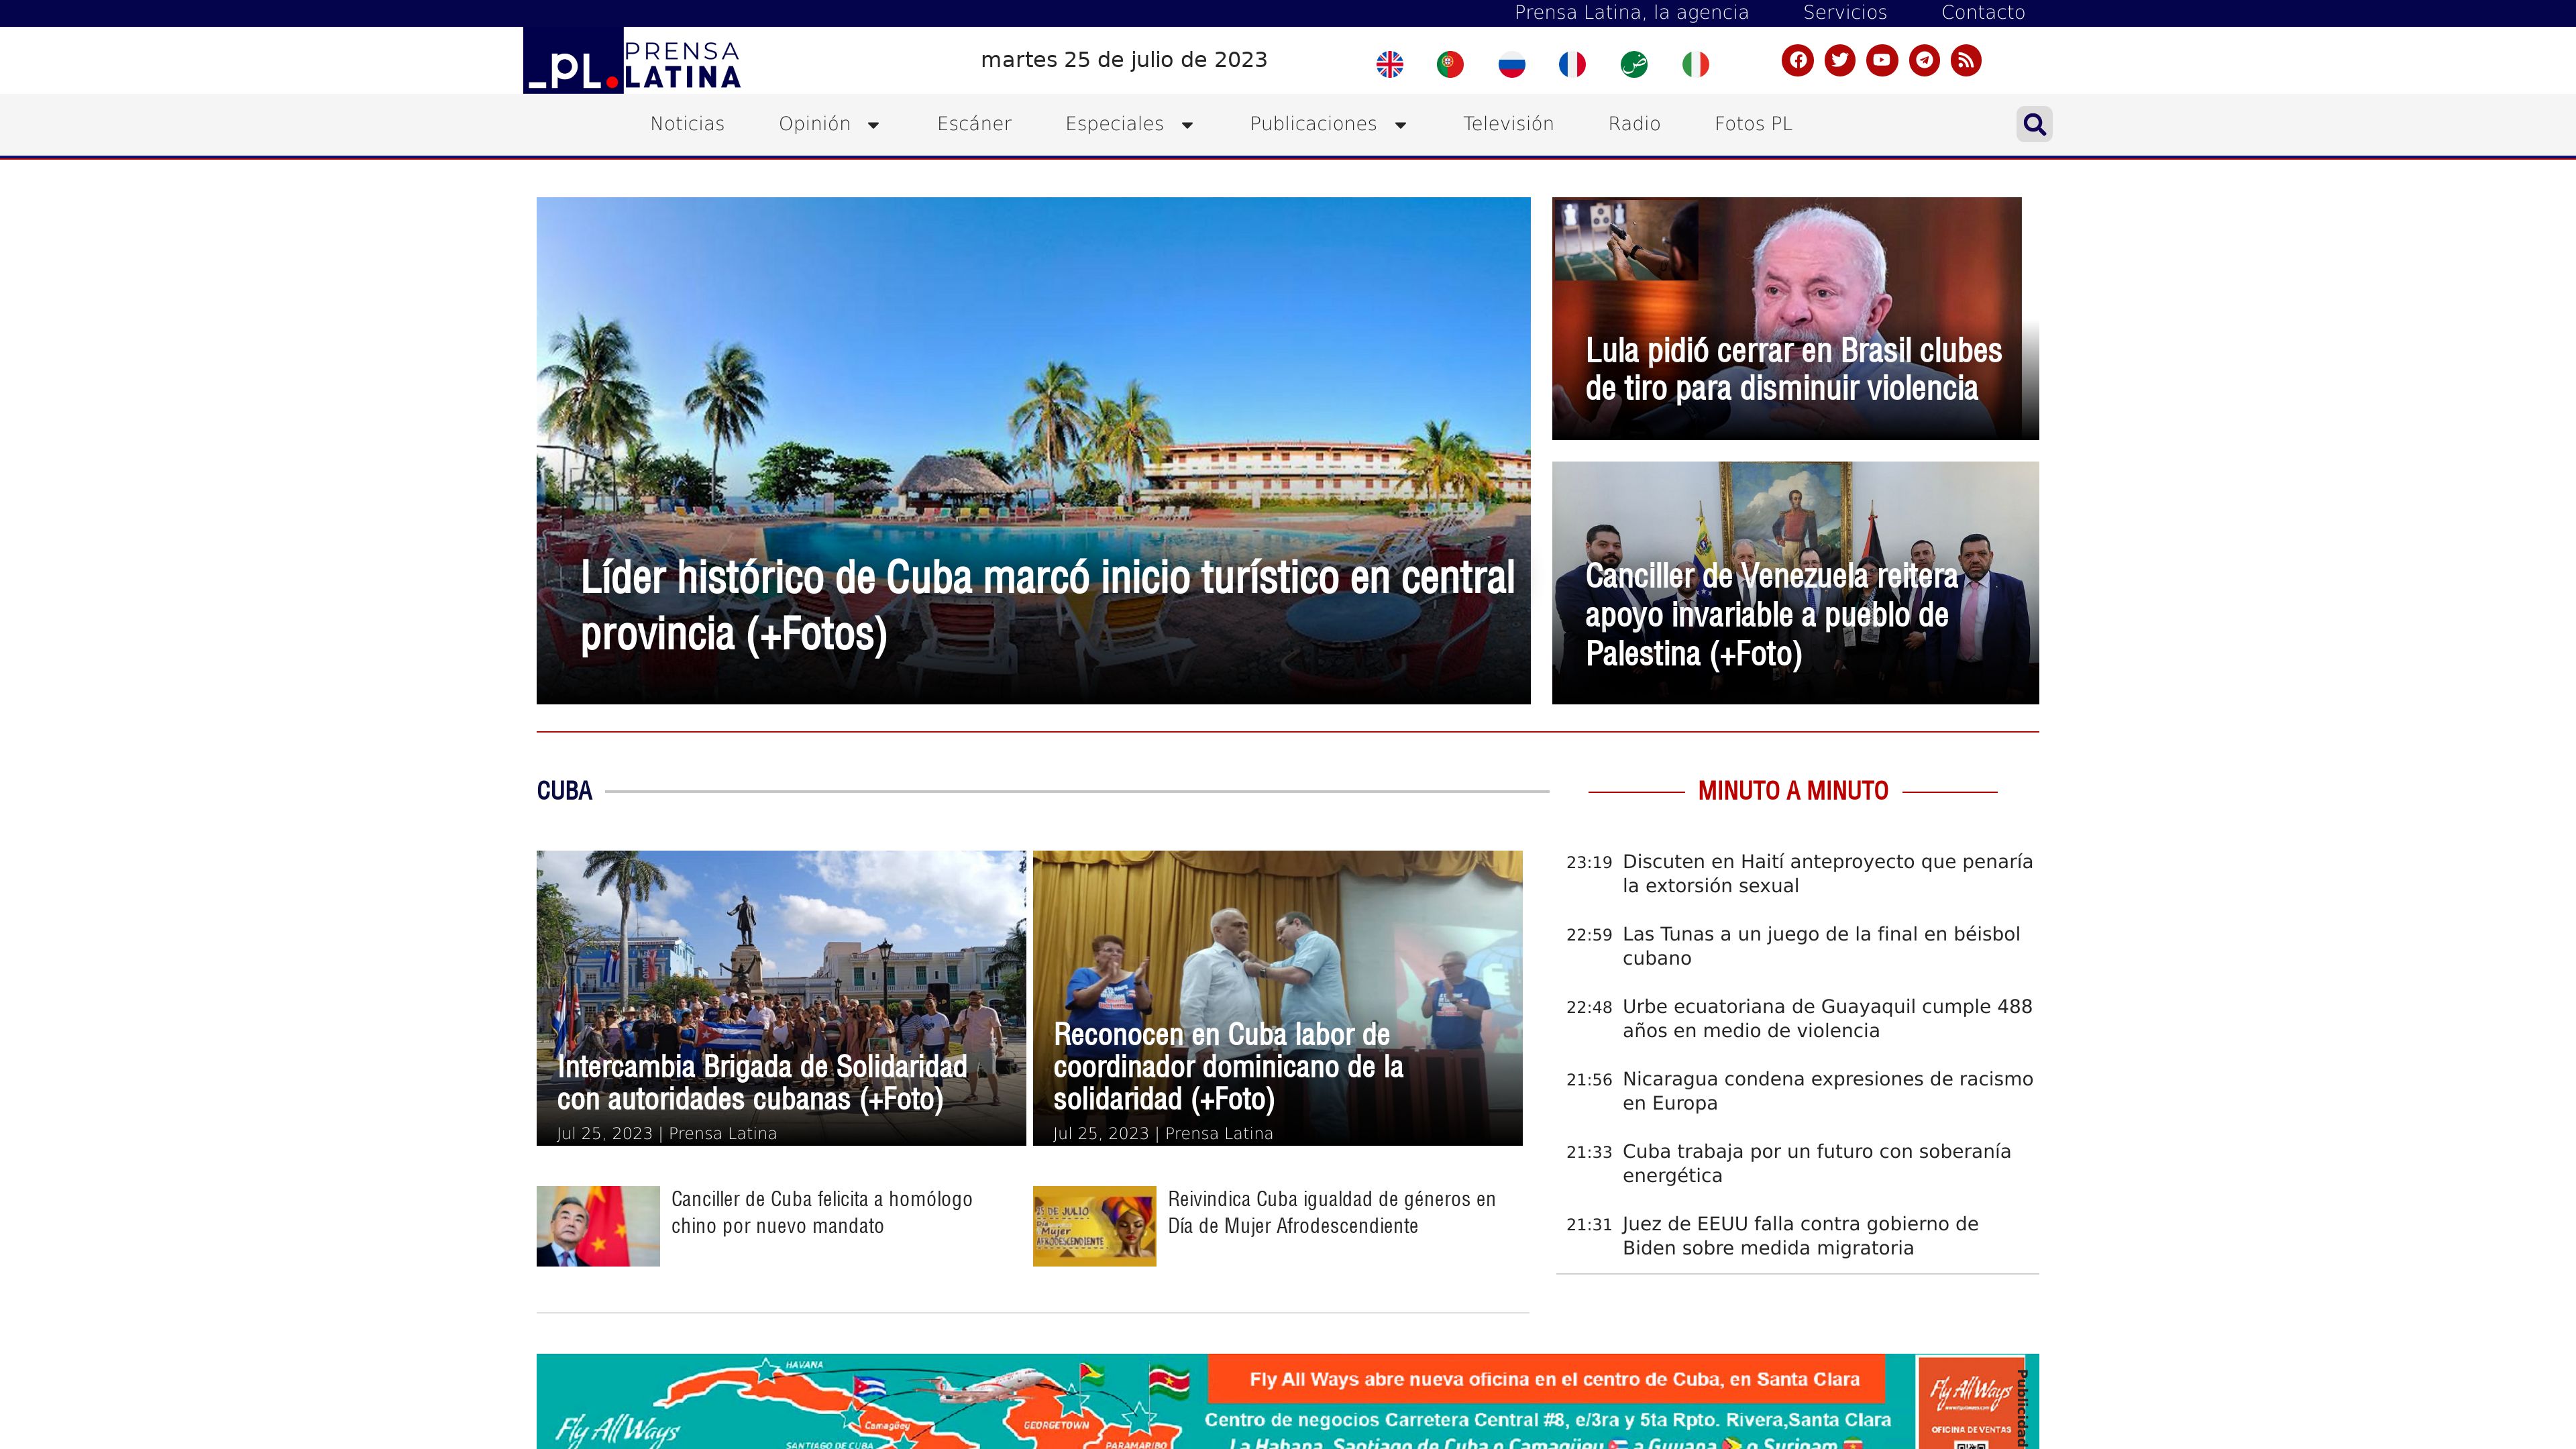 Prensa Latina, la agencia
Servicios
Contacto
_PL.
PRENSA
LATINA
martes 25 de julio de 2023
ض
Noticias
Opinión
Escáner
Especiales
Publicaciones
Televisión
Radio
Fotos PL
Líder histórico de Cuba marcó inicio turístico en central
provincia (+Fotos)
Lula pidió cerrar en Brasil clubes
de tiro para disminuir violencia
Canciller de Venezuela reitera
apoyo invariable a pueblo de
Palestina (+Foto)
CUBA
Intercambia Brigada de Solidaridad
con autoridades cubanas (+Foto)
Jul 25, 2023 | Prensa Latina
Reconocen en Cuba labor de
coordinador dominicano de la
solidaridad (+Foto)
Jul 25, 2023 | Prensa Latina
Canciller de Cuba felicita a homólogo
chino por nuevo mandato
25 DE JULIO
Día de la
Mujer
AFRODESCENDIENTE
Reivindica Cuba igualdad de géneros en
Día de Mujer Afrodescendiente
MINUTO A MINUTO
23:19 Discuten en Haití anteproyecto que penaría
la extorsión sexual
22:59 Las Tunas a un juego de la final en béisbol
cubano
22:48 Urbe ecuatoriana de Guayaquil cumple 488
años en medio de violencia
21:56 Nicaragua condena expresiones de racismo
en Europa
21:33 Cuba trabaja por un futuro con soberanía
energética
21:31 Juez de EEUU falla contra gobierno de
Biden sobre medida migratoria
HAVANA
Camagüey
SANTIAGO DE CUBA
GEORGETOWN
PARAMARIBO
Fly All Ways
Fly All Ways abre nueva oficina en el centro de Cuba, en Santa Clara
Centro de negocios Carretera Central #8, e/3ra y 5ta Rpto. Rivera,Santa Clara
La Habana, Santiago de Cuba o Camagüey a Guyana o Surinam
Fly All Ways
OFICINA DE VENTAS
Publicidad